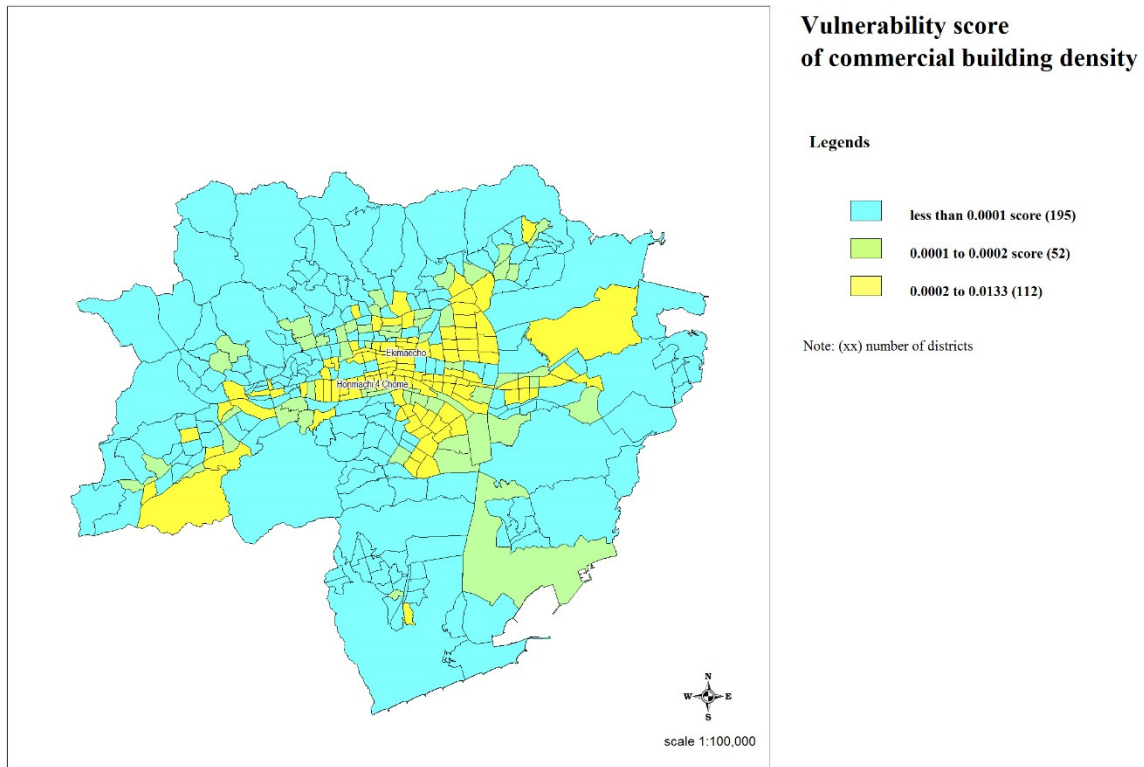 Vulnerability score
of commercial building density
Legends
less than 0.0001 score (195)
0.0001 to 0.0002 score (52)
0.0002 to 0.0133 (112)
Note: (xx) number of districts
Ekimaecho
Honmachi 4 Chome
N
W E
S
scale 1:100,000